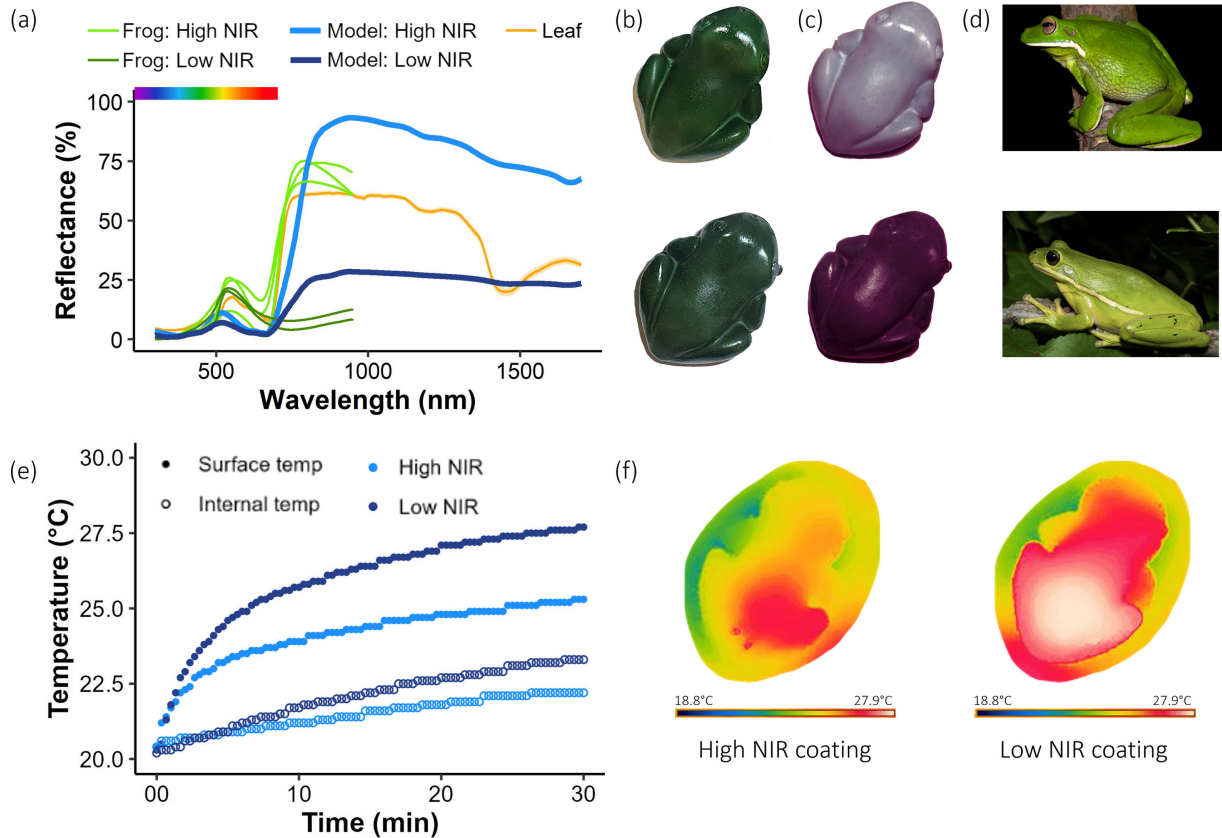 (a)
Frog: High NIR
Model: High NIR
Leaf
Frog: Low NIR
Model: Low NIR
100
75
50
25
0
Reflectance (%)
500
1000
1500
Wavelength (nm)
(b)
(c)
(d)
(e)
30.0
27.5
25.0
22.5
20.0
Temperature (°C)
Surface temp
High NIR
Internal temp
Low NIR
00
10
20
30
Time (min)
(f)
18.8°C
27.9°C
High NIR coating
18.8°C
27.9°C
Low NIR coating